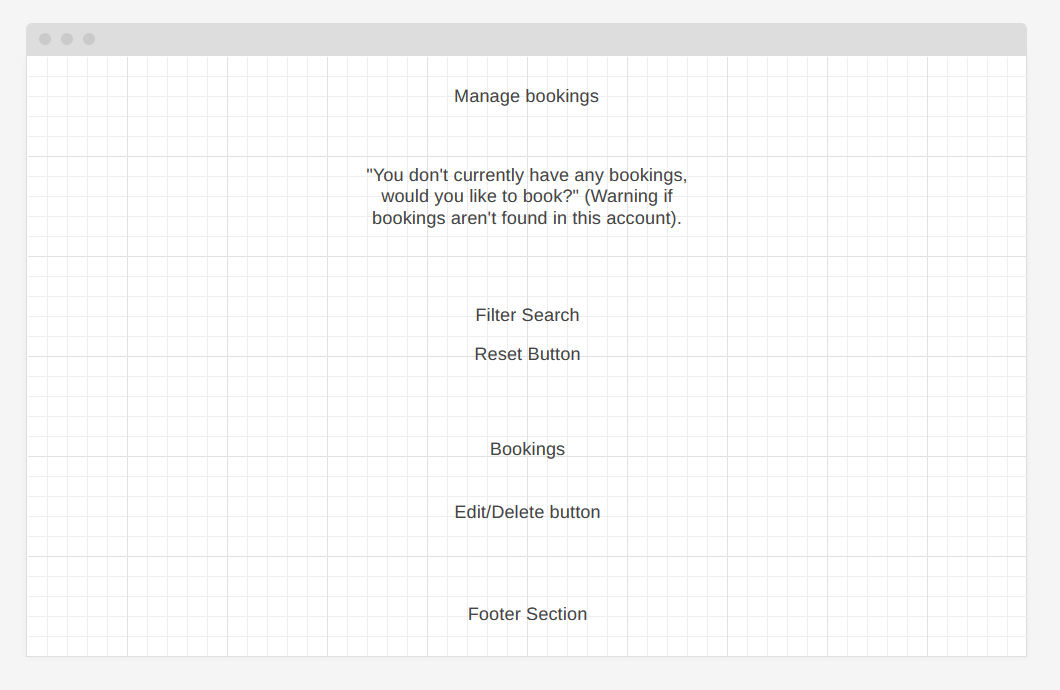 Manage bookings
"You don't currently have any bookings,
would you like to book?" (Warning if
bookings aren't found in this account).
Filter Search
Reset Button
Bookings
Edit/Delete button
Footer Section